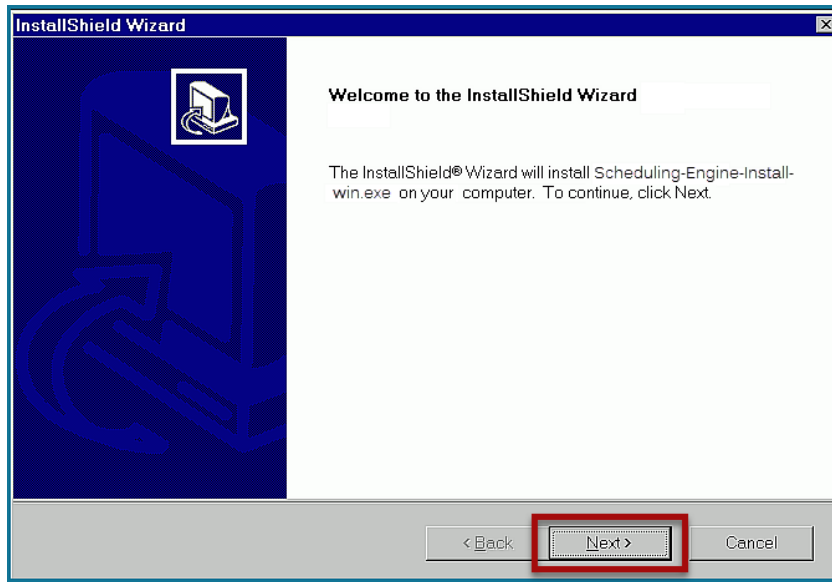 InstallShield Wizard
Welcome to the InstallShield Wizard
The InstallShield® Wizard will install Scheduling-Engine-Install-
win.exe on your computer. To continue, click Next.
< Back Next > Cancel